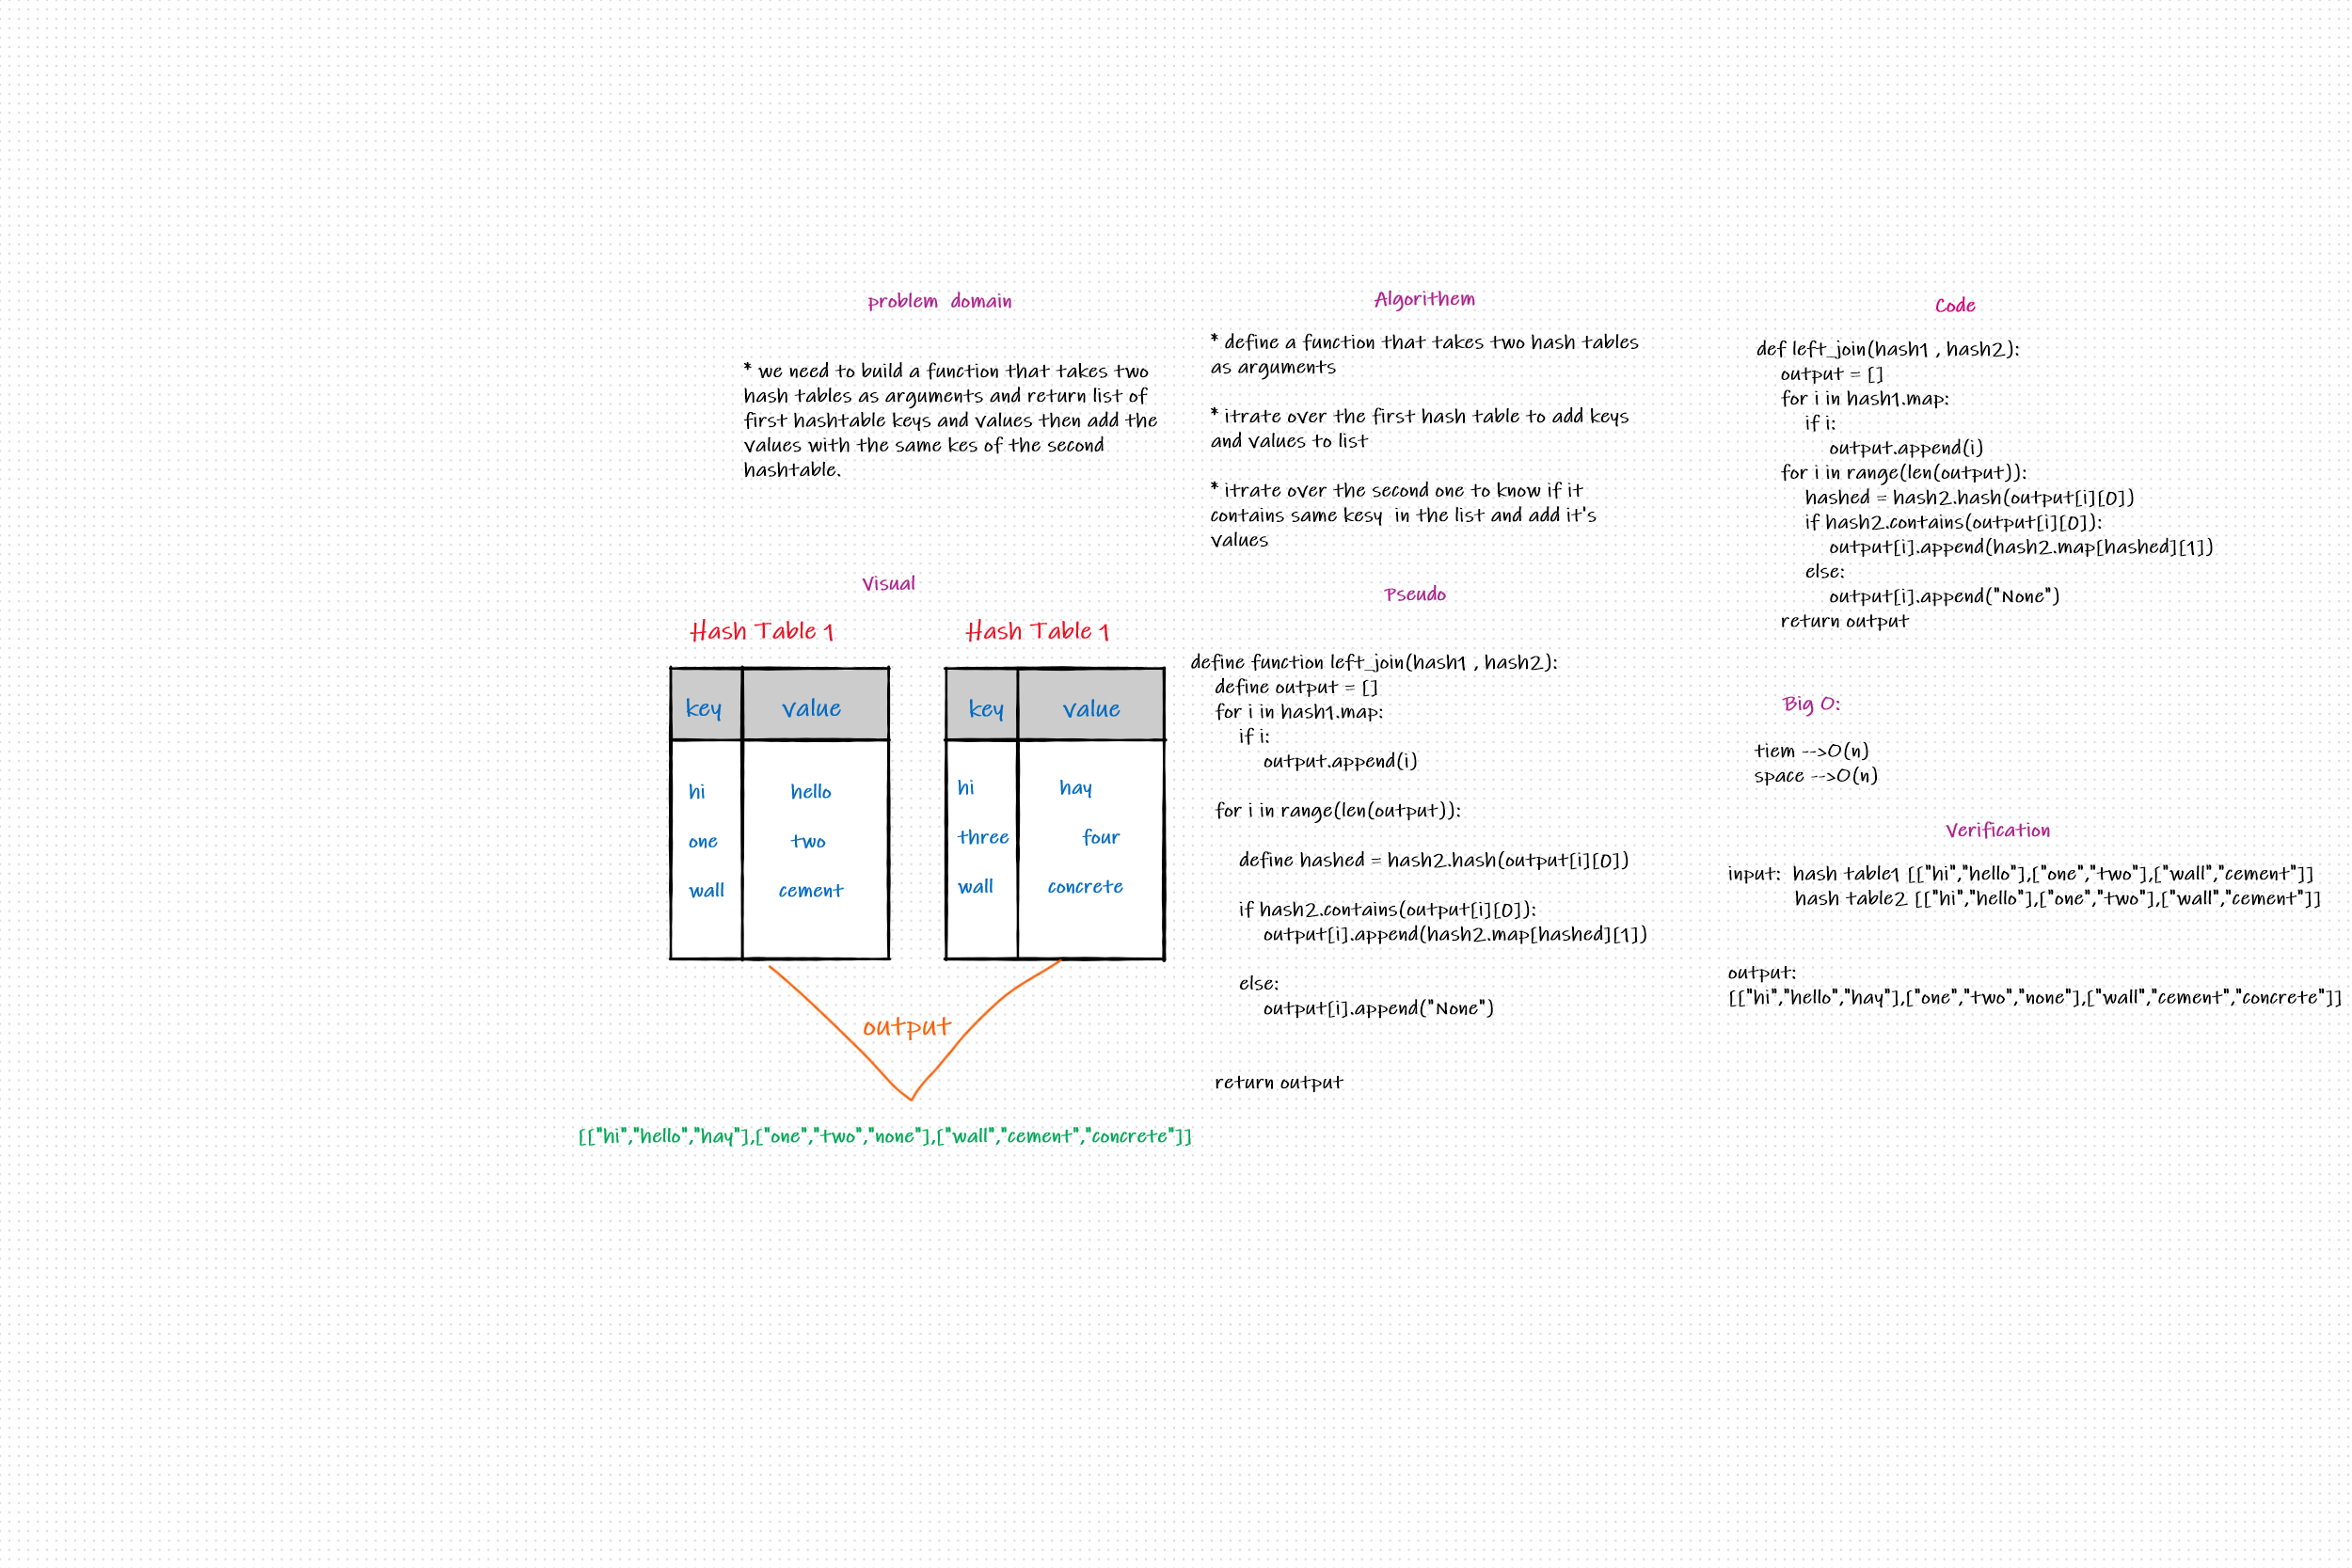 problem domain
* we need to build a function that takes two
hash tables as arguments and return list of
first hashtable keys and values then add the
values with the same kes of the second
hashtable.
Visual
Hash Table 1
key value
hi hello
one two
wall cement
Hash Table 1
key value
hi hay
three four
wall concrete
output
[["hi","hello","hay"],["one","two","none"],["wall","cement","concrete"]]
Algorithem
* define a function that takes two hash tables
as arguments
* itrate over the first hash table to add keys
and values to list
* itrate over the second one to know if it
contains same kesy in the list and add it's
values
Pseudo
define function left_join(hash1 , hash2):
define output = []
for i in hash1.map:
if i:
output.append(i)
for i in range(len(output)):
define hashed = hash2.hash(output[i][0])
if hash2.contains(output[i][0]):
output[i].append(hash2.map[hashed][1])
else:
output[i].append("None")
return output
Code
def left_join(hash1 , hash2):
output = []
for i in hash1.map:
if i:
output.append(i)
for i in range(len(output)):
hashed = hash2.hash(output[i][0])
if hash2.contains(output[i][0]):
output[i].append(hash2.map[hashed][1])
else:
output[i].append("None")
return output
Big O:
tiem -->O(n)
space -->O(n)
Verification
input: hash table1 [["hi","hello"],["one","two"],["wall","cement"]]
hash table2 [["hi","hello"],["one","two"],["wall","cement"]]
output:
[["hi","hello","hay"],["one","two","none"],["wall","cement","concrete"]]